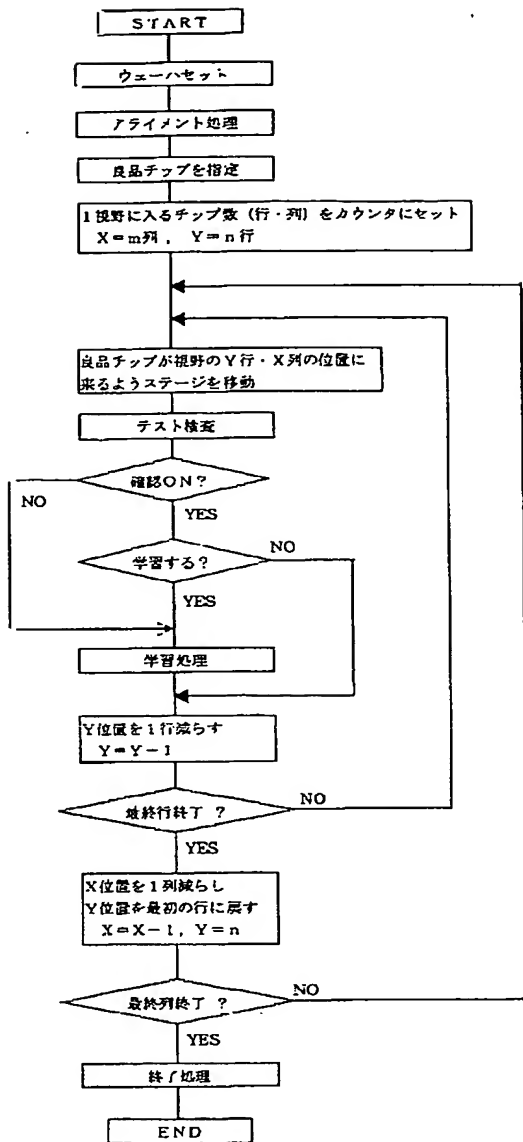 START
ウェーハセット
アライメント処理
良品チップを指定
1視野に入るチップ数（行・列）をカウンタにセット
X＝m列， Y＝n行
良品チップが視野のY行・X列の位置に
来るようステージを移動
テスト検査
確認ON？
NO
YES
学習する？
NO
YES
学習処理
Y位置を1行減らす
Y＝Y－1
最終行終了 ？
NO
YES
X位置を1列減らし
Y位置を最初の行に戻す
X＝X－1，Y＝n
最終列終了 ？
NO
YES
終了処理
END